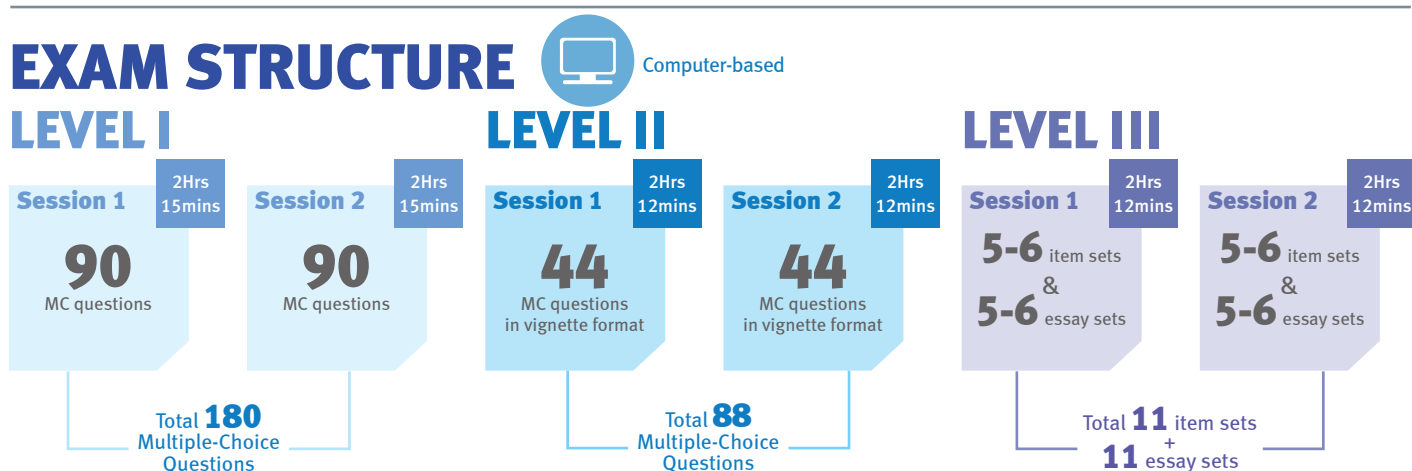 EXAM STRUCTURE
Computer-based
LEVEL I
Session 1
2Hrs
15mins
90
MC questions
Session 2
2Hrs
15mins
90
MC questions
Total 180
Multiple-Choice
Questions
LEVEL II
Session 1
2Hrs
12mins
44
MC questions
in vignette format
Session 2
2Hrs
12mins
44
MC questions
in vignette format
Total 88
Multiple-Choice
Questions
LEVEL III
Session 1
2Hrs
12mins
5-6 item sets
&
5-6 essay sets
Session 2
2Hrs
12mins
5-6 item sets
&
5-6 essay sets
Total 11 item sets
+
11 essay sets